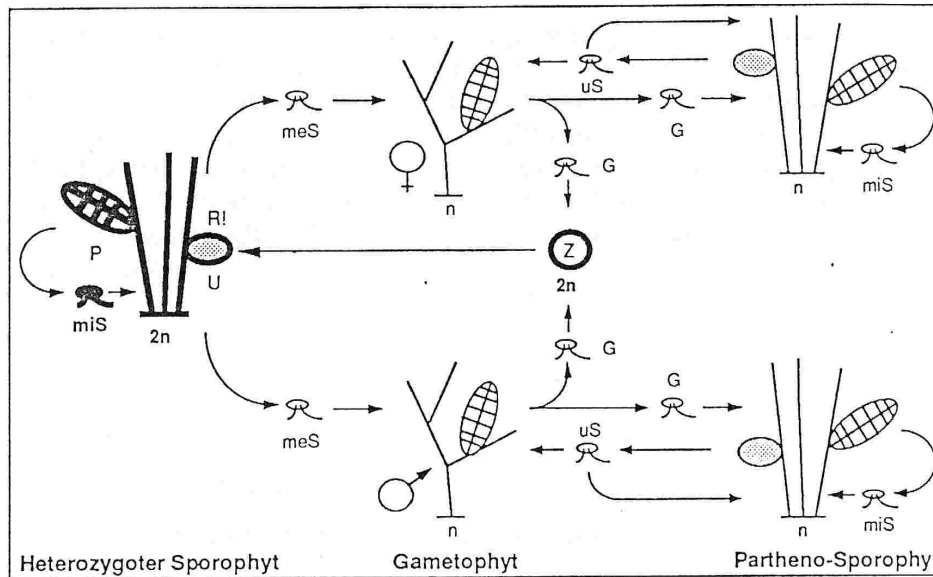 meS
n
uS
G
n
miS
G
R!
P
U
miS
2n
Z
2n
G
meS
n
G
uS
n
miS
Heterozygoter Sporophyt
Gametophyt
Partheno-Sporophy